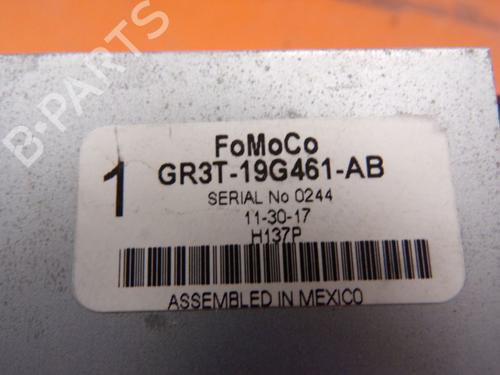 B-PARTS
1
FoMoCo
GR3T-19G461-AB
SERIAL No 0244
11-30-17
H137P
ASSEMBLED IN MEXICO